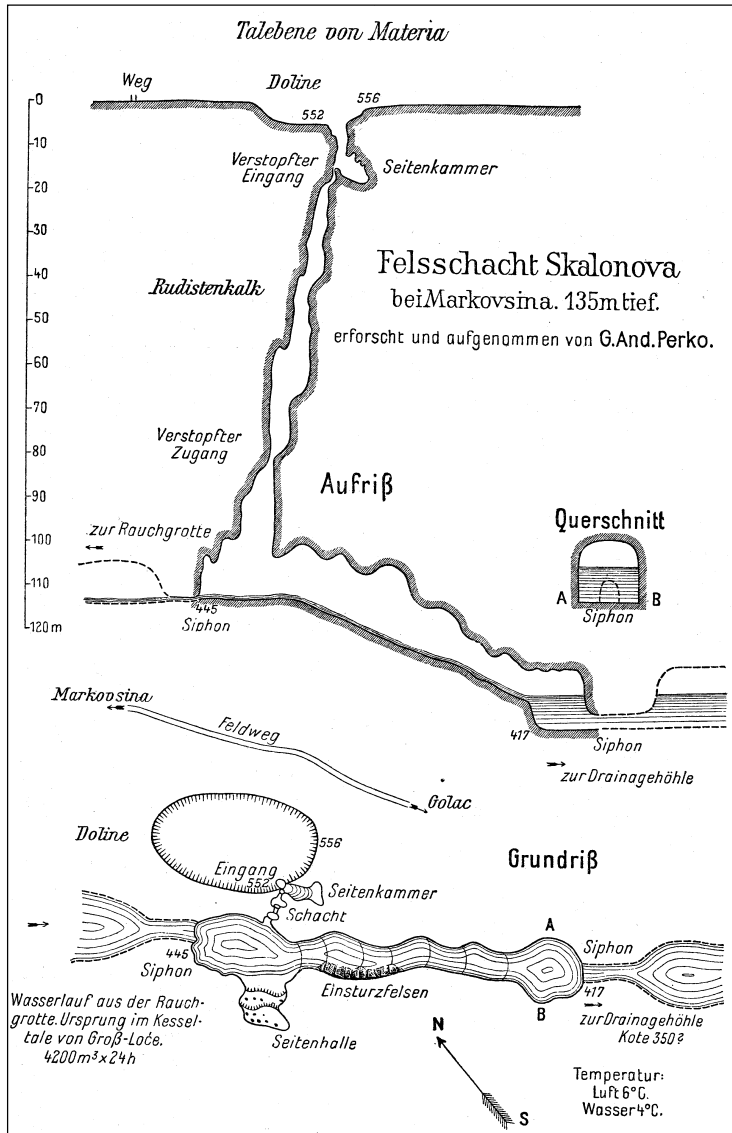 Talebene von Materia
Weg
Doline
552
556
0
10
20
30
40
50
60
70
80
90
100
110
120 m
Verstopfter
Eingang
Seitenkammer
Rudistenkalk
Felsschacht Skalonova
bei Markovsina. 135m tief.
erforscht und aufgenommen von G.And.Perko.
Verstopfter
Zugang
Aufriß
zur Rauchgrotte
Querschnitt
A
B
Siphon
445
Siphon
417
Siphon
zur Drainagehöhle
Markovsina
Feldweg
Golac
Doline
556
Eingang
552
Seitenkammer
Schacht
Grundriß
A
Siphon
445
Siphon
Einsturzfelsen
B
417
zur Drainagehöhle
Kote 350?
Seitenhalle
Wasserlauf aus der Rauch-
grotte. Ursprung im Kessel-
tale von Groß-Loče.
4200 m³ x 24h
N
S
Temperatur:
Luft 6°C.
Wasser 4°C.